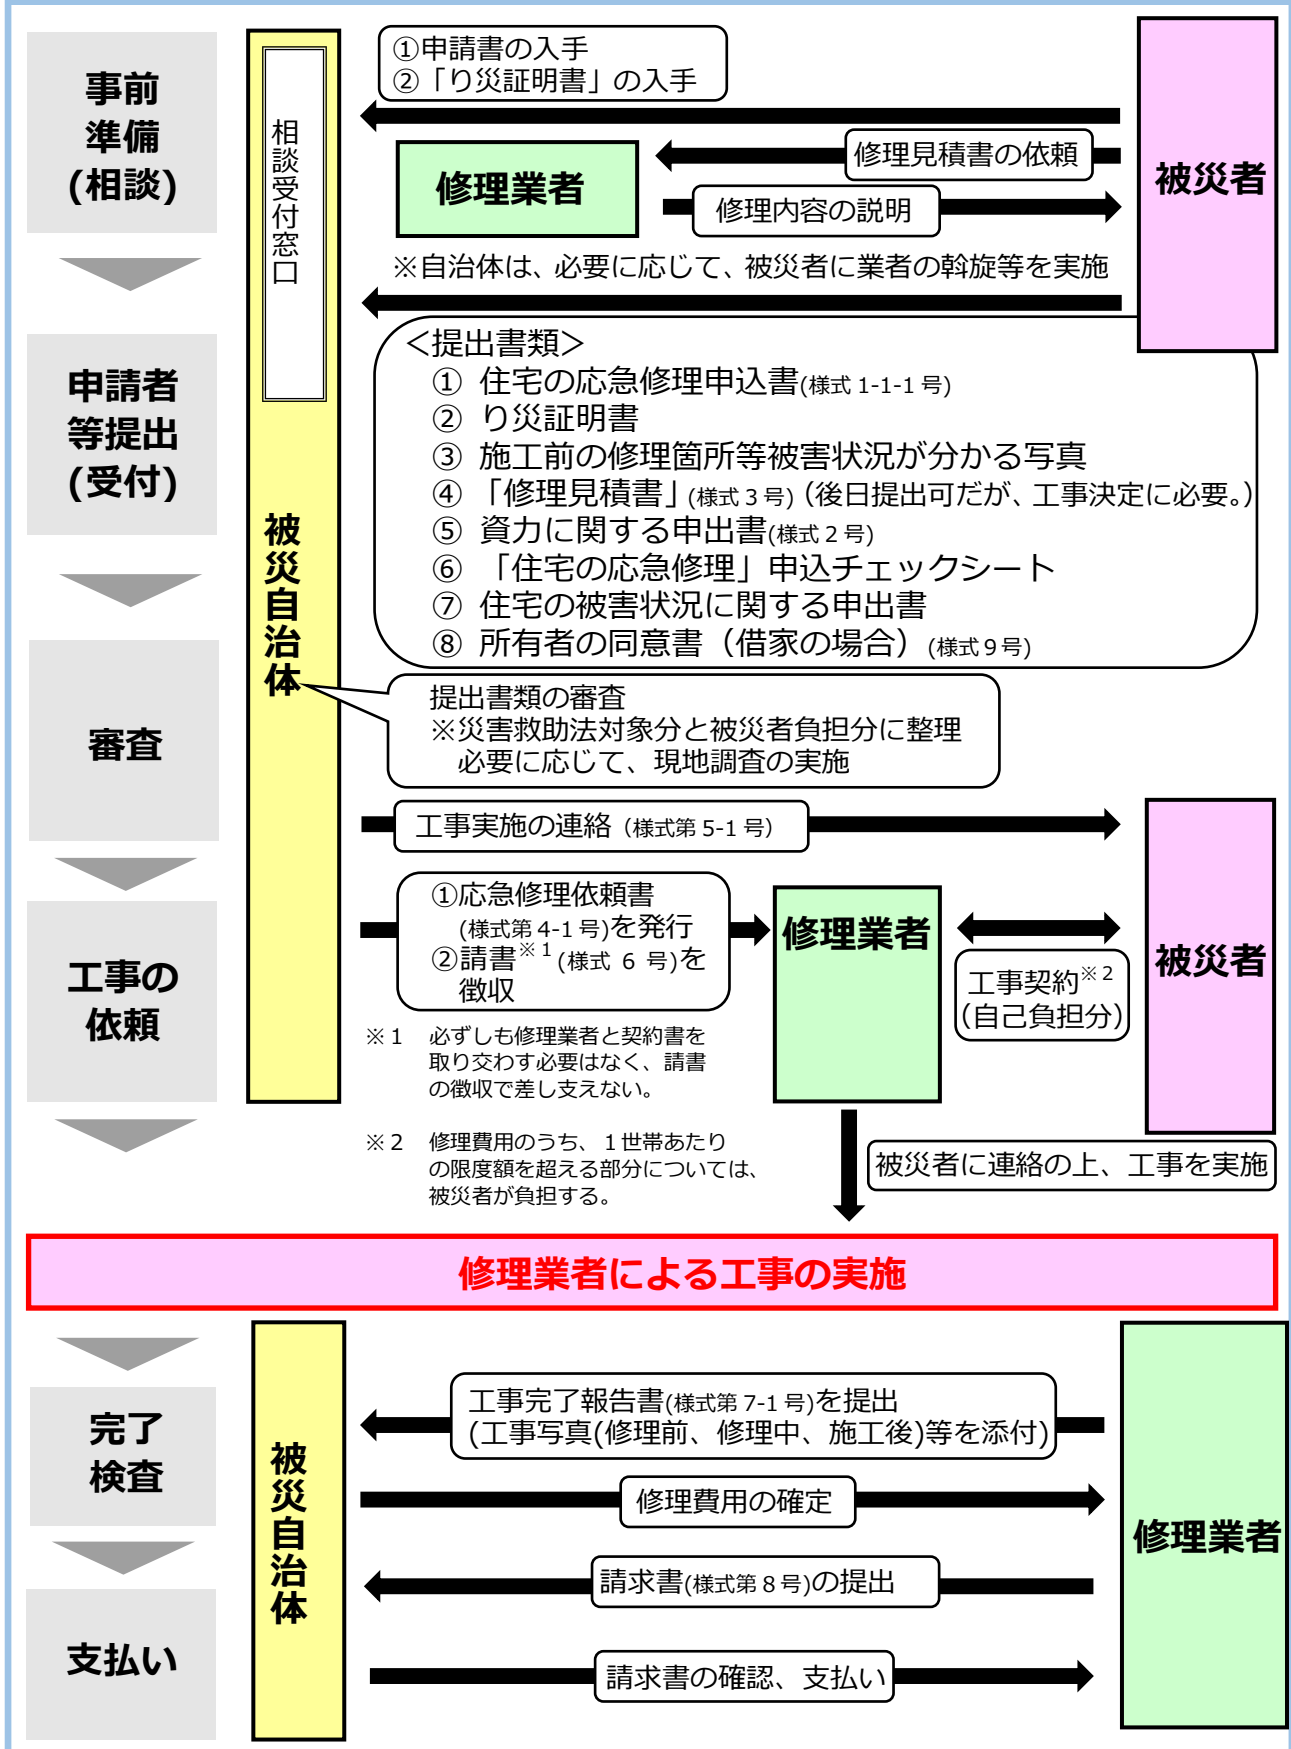 事前
準備
(相談)
相談受付窓口
①申請書の入手
②「り災証明書」の入手
修理見積書の依頼
修理業者
修理内容の説明
被災者
※自治体は、必要に応じて、被災者に業者の斡旋等を実施
申請者
等提出
(受付)
被災自治体
＜提出書類＞
① 住宅の応急修理申込書(様式 1-1-1 号)
② り災証明書
③ 施工前の修理箇所等被害状況が分かる写真
④ 「修理見積書」(様式 3 号)（後日提出可だが、工事決定に必要。）
⑤ 資力に関する申出書(様式 2 号)
⑥ 「住宅の応急修理」申込チェックシート
⑦ 住宅の被害状況に関する申出書
⑧ 所有者の同意書（借家の場合）(様式９号)
審査
提出書類の審査
※災害救助法対象分と被災者負担分に整理
必要に応じて、現地調査の実施
工事実施の連絡（様式第 5-1 号）
工事の
依頼
①応急修理依頼書
(様式第 4-1 号)を発行
②請書※１(様式 6 号)を
徴収
修理業者
工事契約※２
（自己負担分）
被災者
※１ 必ずしも修理業者と契約書を
取り交わす必要はなく、請書
の徴収で差し支えない。
※２ 修理費用のうち、１世帯あたり
の限度額を超える部分については、
被災者が負担する。
被災者に連絡の上、工事を実施
修理業者による工事の実施
完了
検査
被災自治体
工事完了報告書(様式第 7-1 号)を提出
(工事写真(修理前、修理中、施工後)等を添付)
修理費用の確定
修理業者
請求書(様式第 8 号)の提出
支払い
請求書の確認、支払い